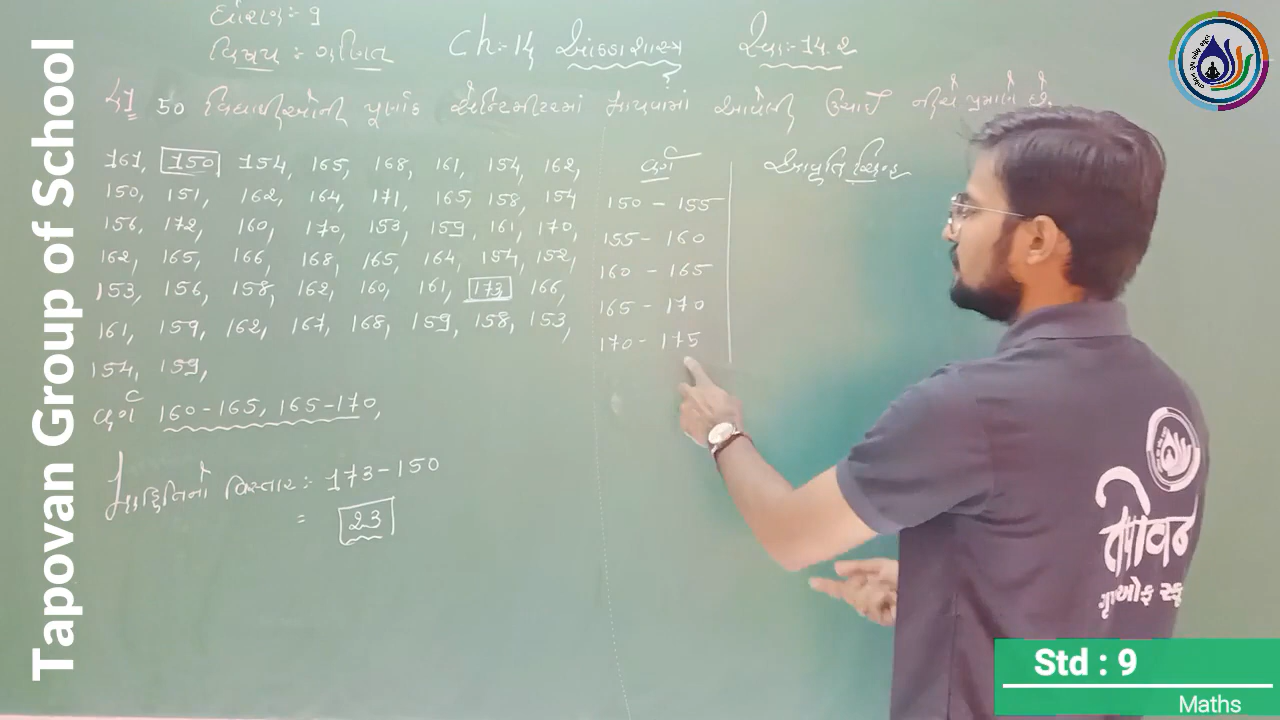 Tapovan Group of School
ધોરણ:- 9
વિષય : ગણિત
Ch:- 14 આંકડાશાસ્ત્ર
સ્વા:- 14.2
50 વિદ્યાર્થીઓની પૂર્ણાંક સેન્ટિમીટરમાં માપવામાં આવેલી ઊંચાઈ નીચે પ્રમાણે છે.
161, 150 154, 165, 168, 161, 154, 162,
150, 151, 162, 164, 171, 165, 158, 154
156, 172, 160, 170, 153, 159, 161, 170,
162, 165, 166, 168, 165, 164, 154, 152,
153, 156, 158, 162, 160, 161, 173, 166,
161, 159, 162, 167, 168, 159, 158, 153,
154, 159,
વર્ગ 160-165, 165-170,
માહિતિનો વિસ્તાર :- 173-150
= 23
વર્ગ
150 - 155
155 - 160
160 - 165
165 - 170
170 - 175
આવૃતિ ચિન્હ
તપોવન
Std : 9
Maths